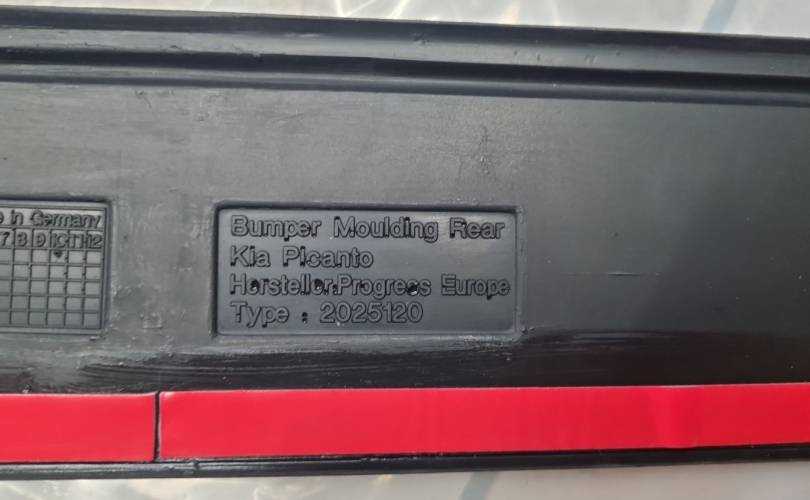 in Germany
7 8 9 10 11 12
Bumper Moulding Rear
Kia Picanto
Hersteller:Progress Europe
Type : 2025120